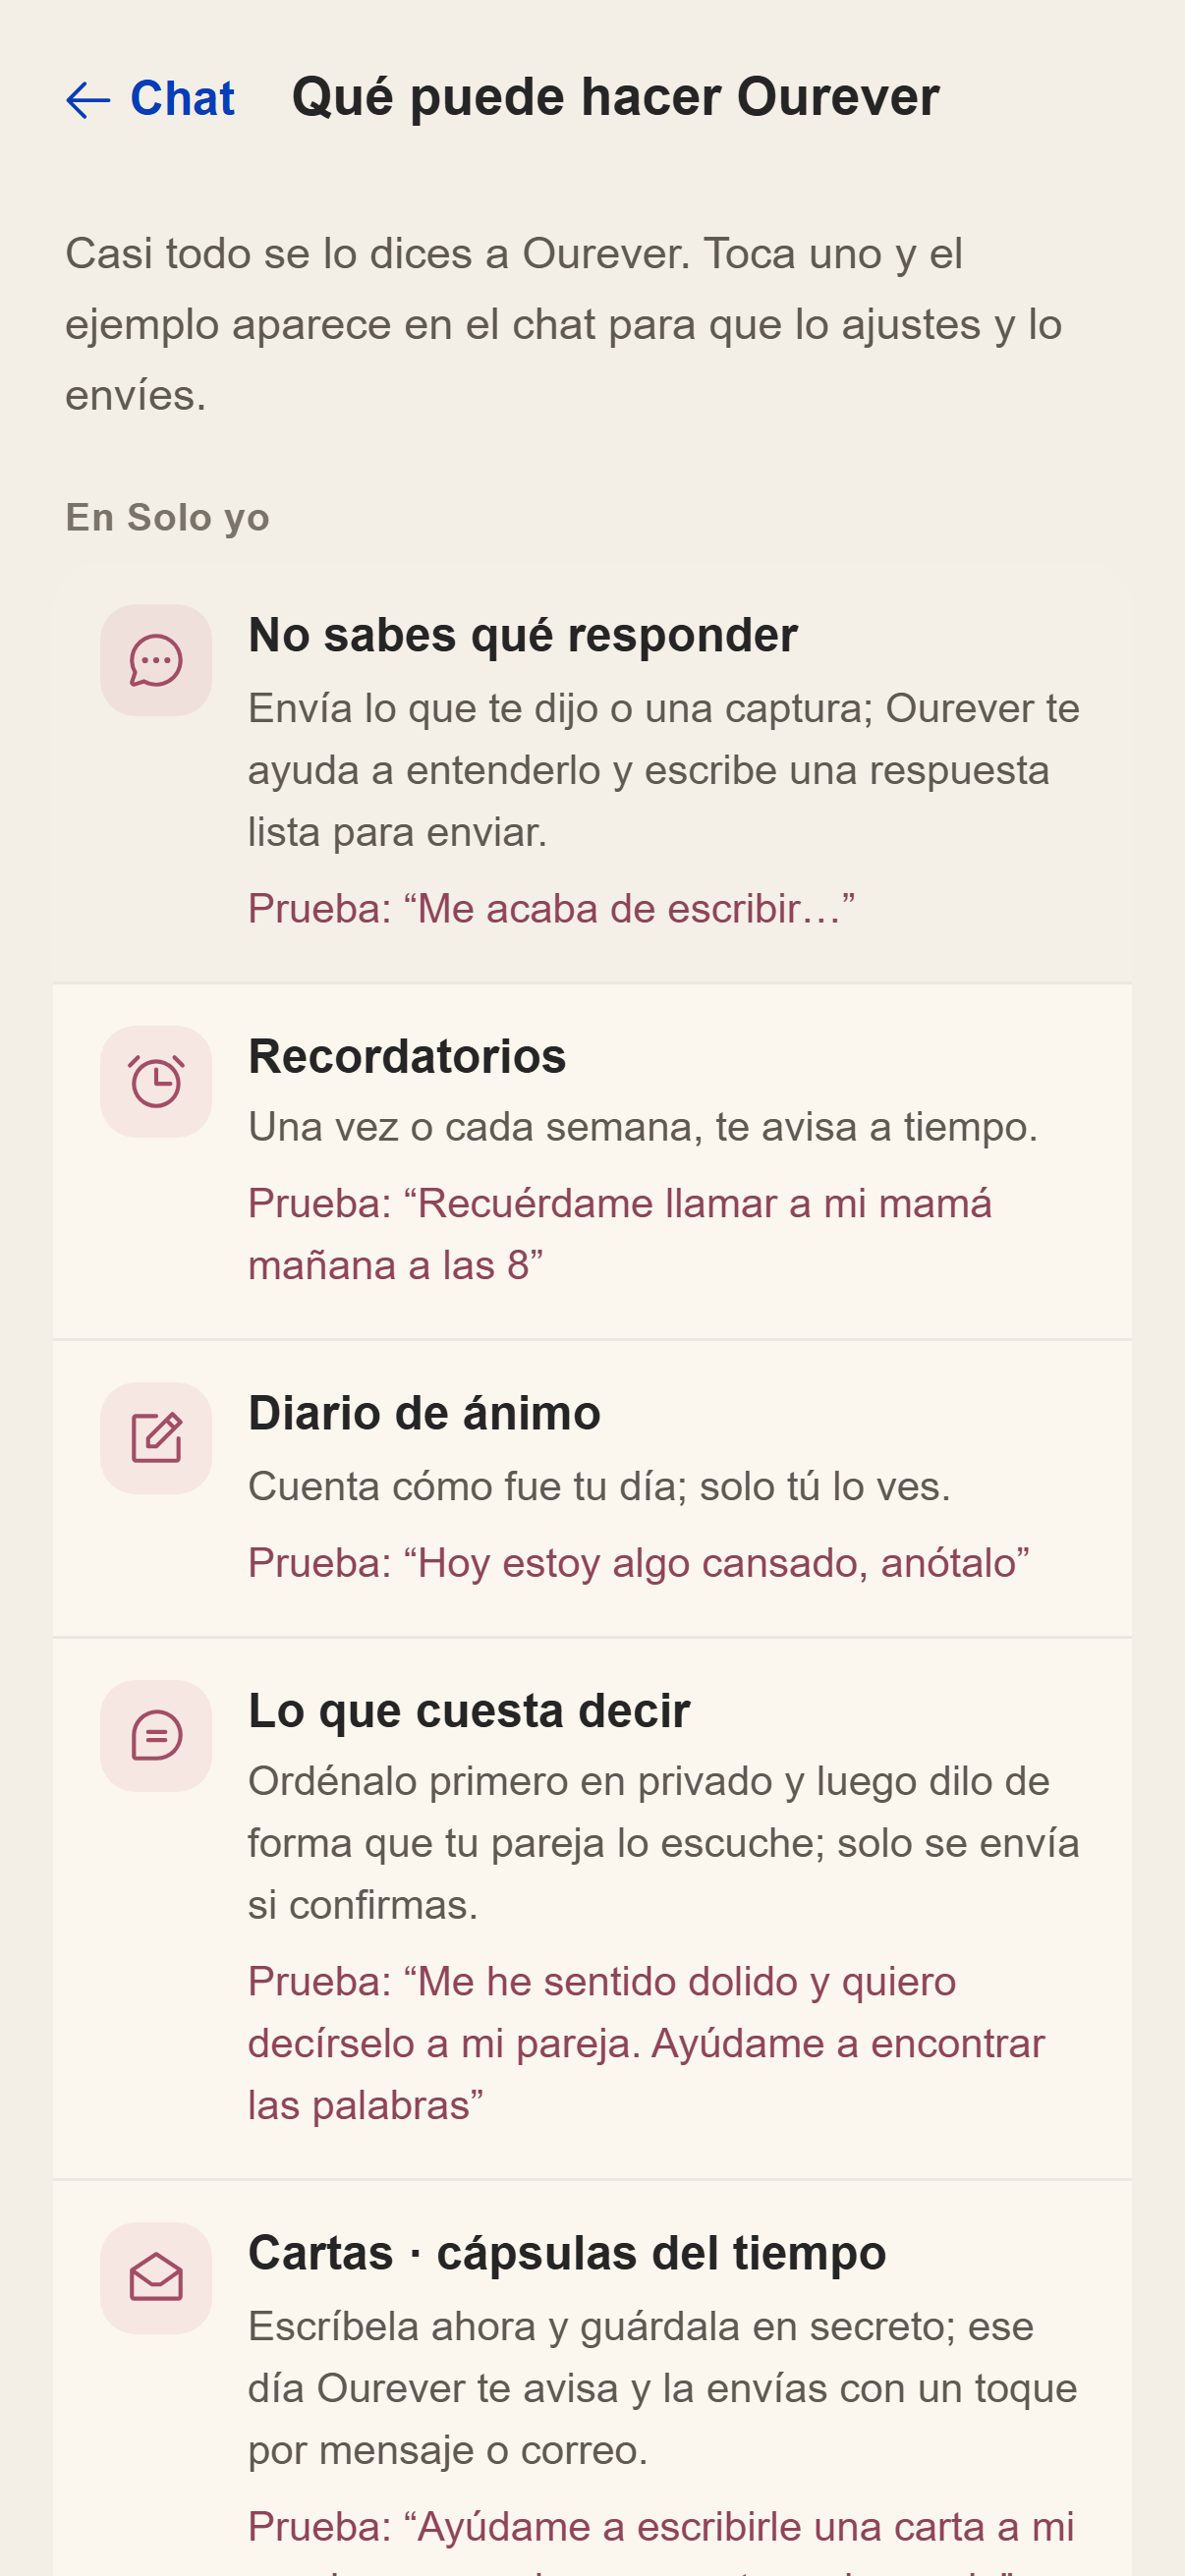 ← Chat Qué puede hacer Ourever
Casi todo se lo dices a Ourever. Toca uno y el
ejemplo aparece en el chat para que lo ajustes y lo
envíes.
En Solo yo
No sabes qué responder
Envía lo que te dijo o una captura; Ourever te
ayuda a entenderlo y escribe una respuesta
lista para enviar.
Prueba: “Me acaba de escribir…”
Recordatorios
Una vez o cada semana, te avisa a tiempo.
Prueba: “Recuérdame llamar a mi mamá
mañana a las 8”
Diario de ánimo
Cuenta cómo fue tu día; solo tú lo ves.
Prueba: “Hoy estoy algo cansado, anótalo”
Lo que cuesta decir
Ordénalo primero en privado y luego dilo de
forma que tu pareja lo escuche; solo se envía
si confirmas.
Prueba: “Me he sentido dolido y quiero
decírselo a mi pareja. Ayúdame a encontrar
las palabras”
Cartas · cápsulas del tiempo
Escríbela ahora y guárdala en secreto; ese
día Ourever te avisa y la envías con un toque
por mensaje o correo.
Prueba: “Ayúdame a escribirle una carta a mi